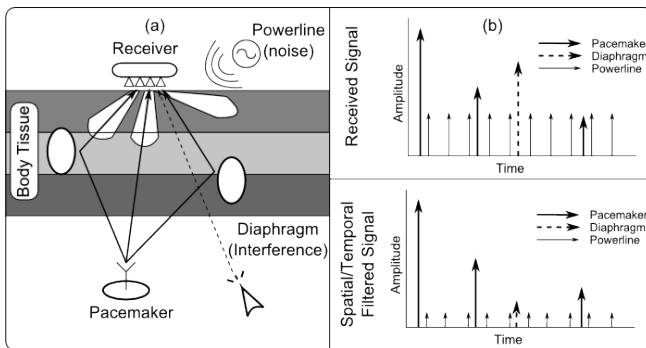 (a)
Powerline
(noise)
Receiver
Body Tissue
Diaphragm
(Interference)
Pacemaker
(b)
Received Signal
Amplitude
Pacemaker
Diaphragm
Powerline
Time
Spatial/Temporal
Filtered Signal
Amplitude
Pacemaker
Diaphragm
Powerline
Time